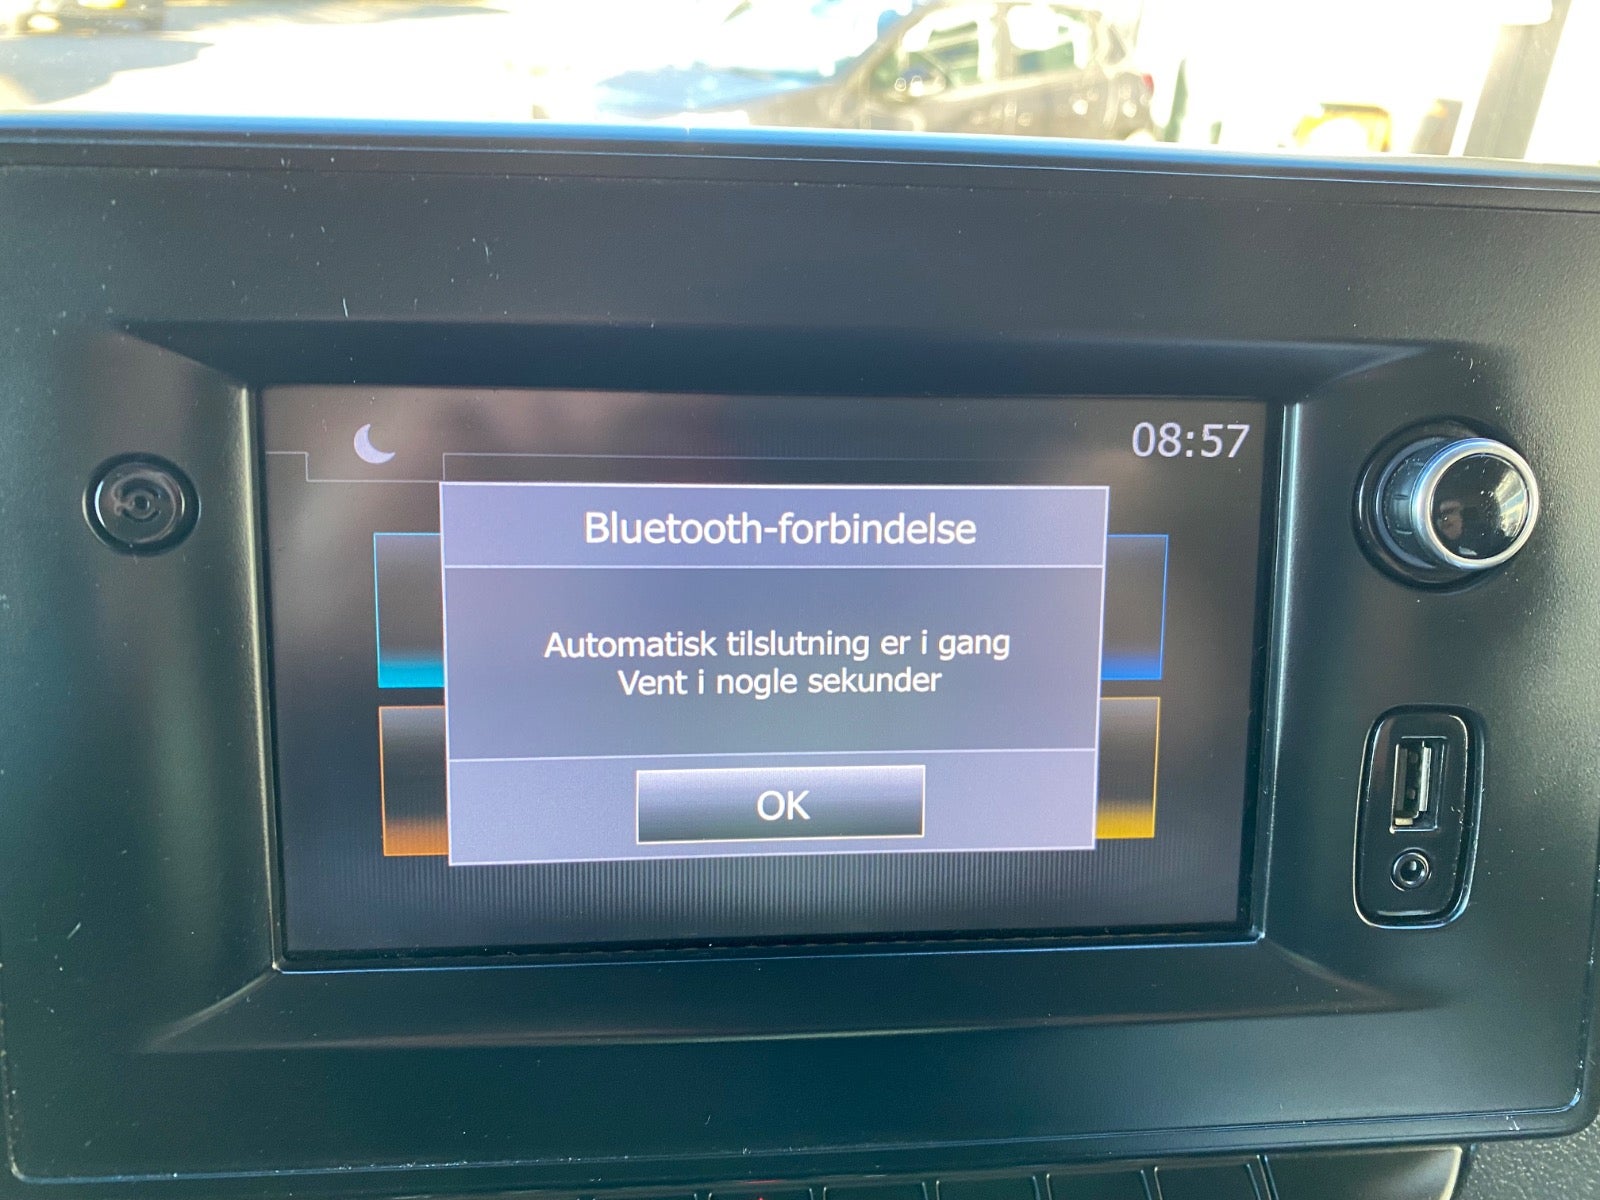 08:57
Bluetooth-forbindelse
Automatisk tilslutning er i gang
Vent i nogle sekunder
OK